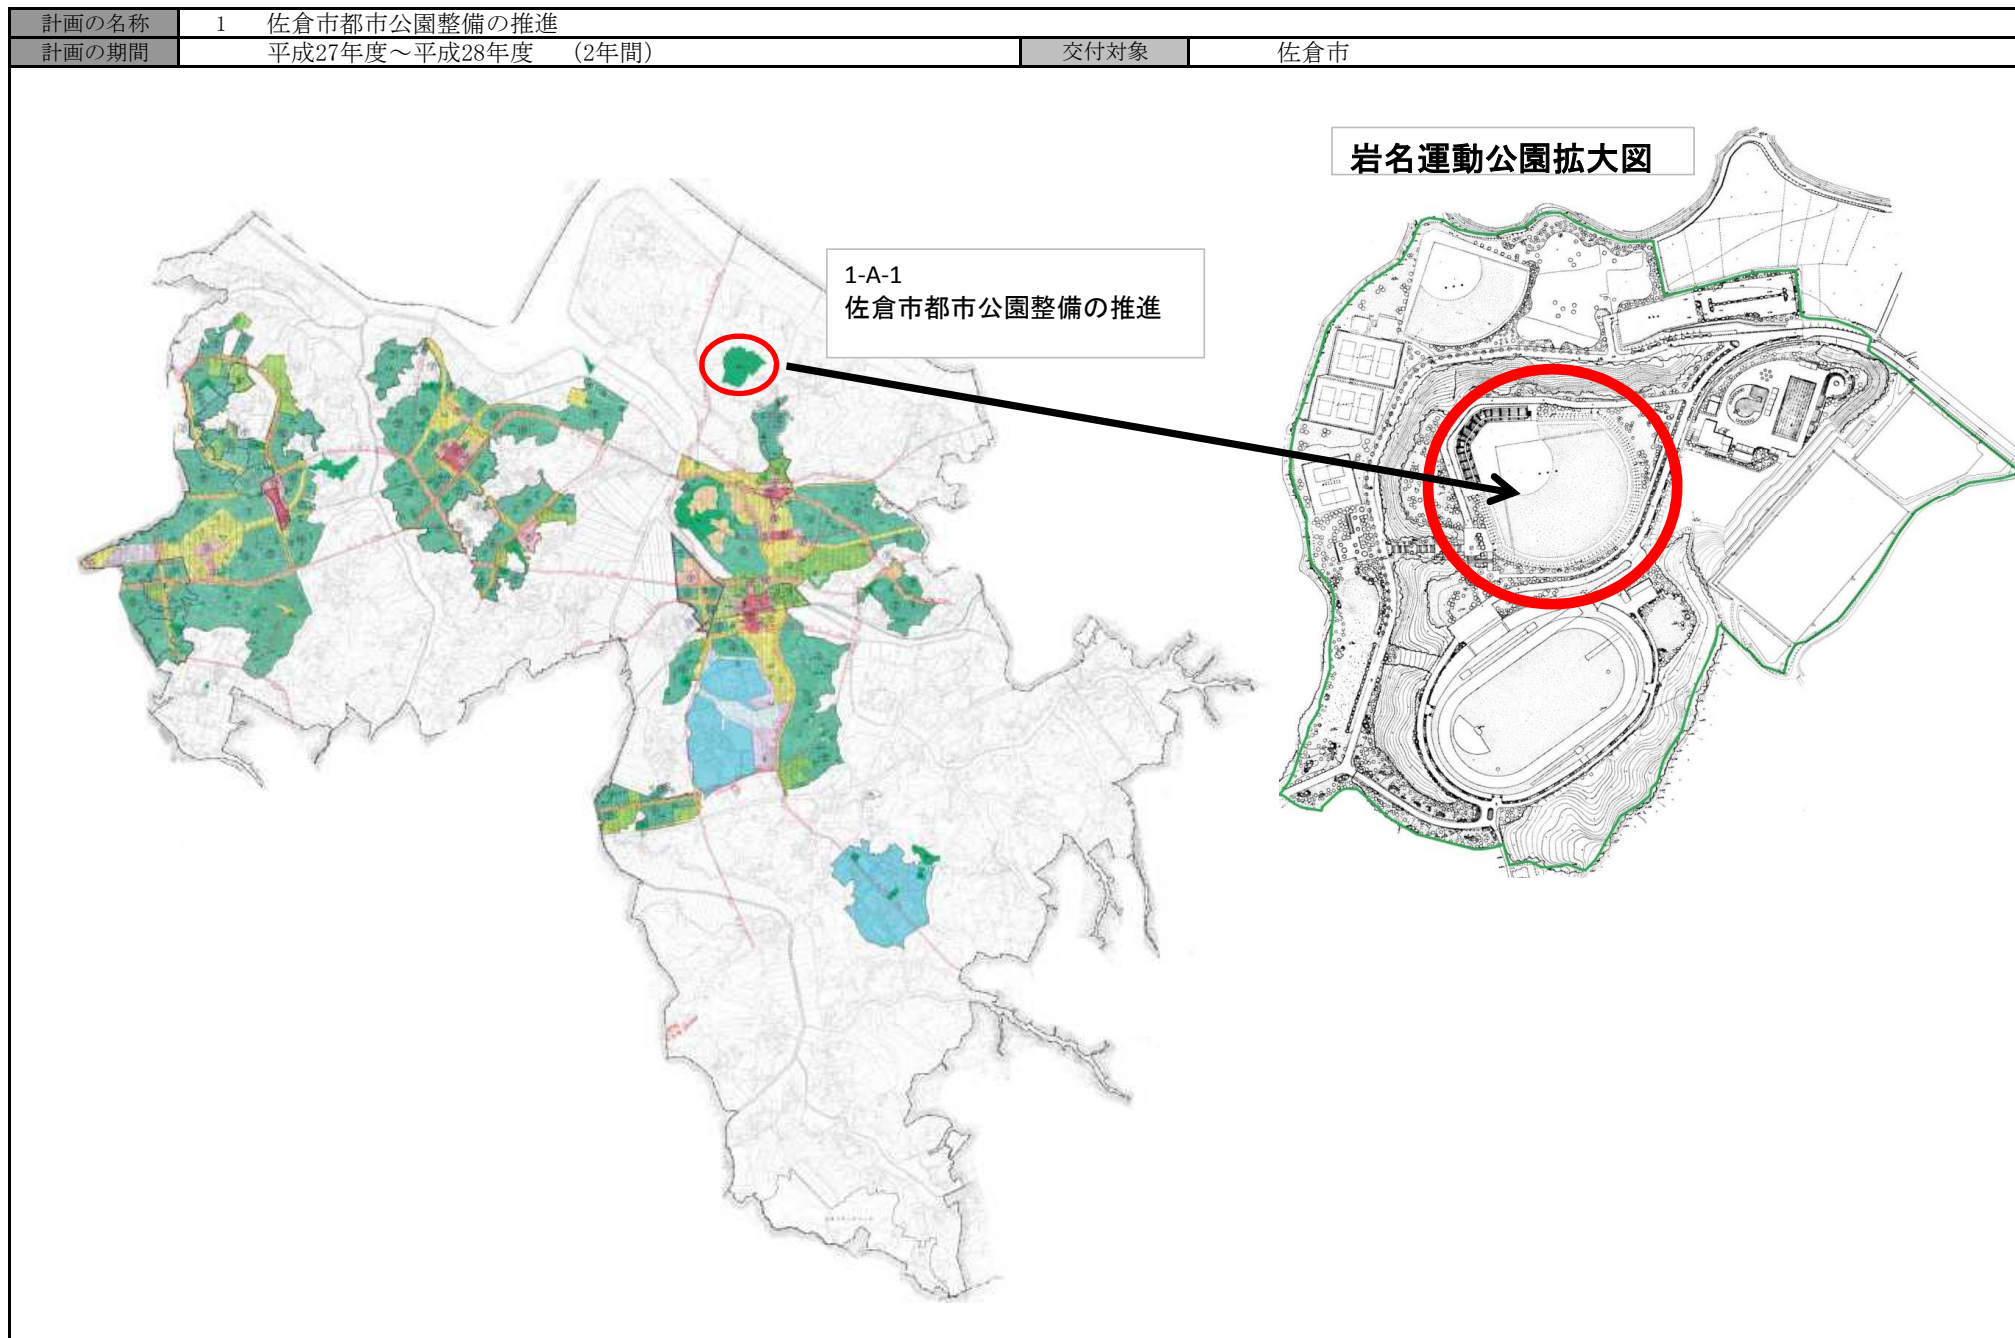 計画の名称 1 佐倉市都市公園整備の推進
計画の期間 平成27年度～平成28年度 (2年間) 交付対象 佐倉市
岩名運動公園拡大図
1-A-1
佐倉市都市公園整備の推進